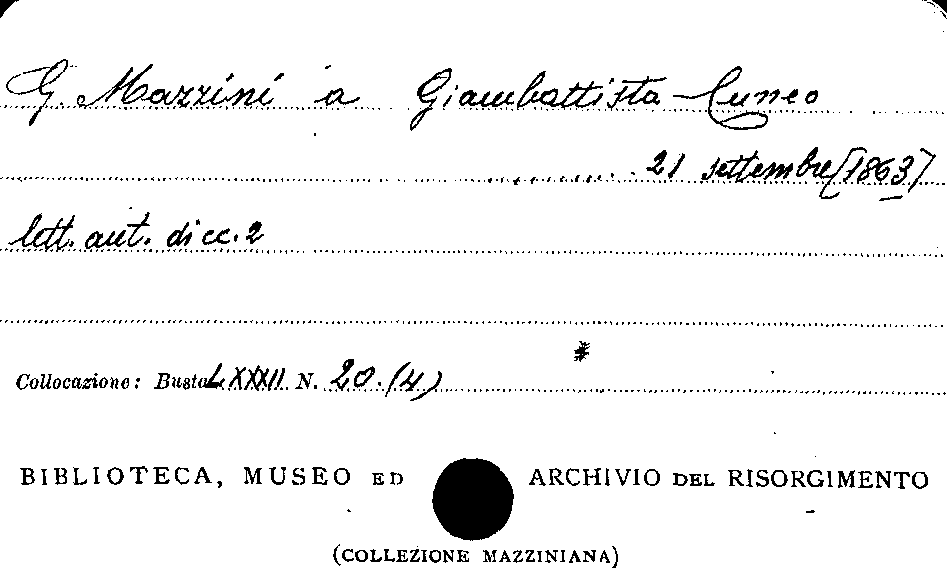 G. Mazzini a Giambattista Cuneo
21 settembre [1863]
lett. aut. di cc. 2
Collocazione: Busta LXXXII N. 20.(4)
BIBLIOTECA, MUSEO ED ARCHIVIO DEL RISORGIMENTO
(COLLEZIONE MAZZINIANA)